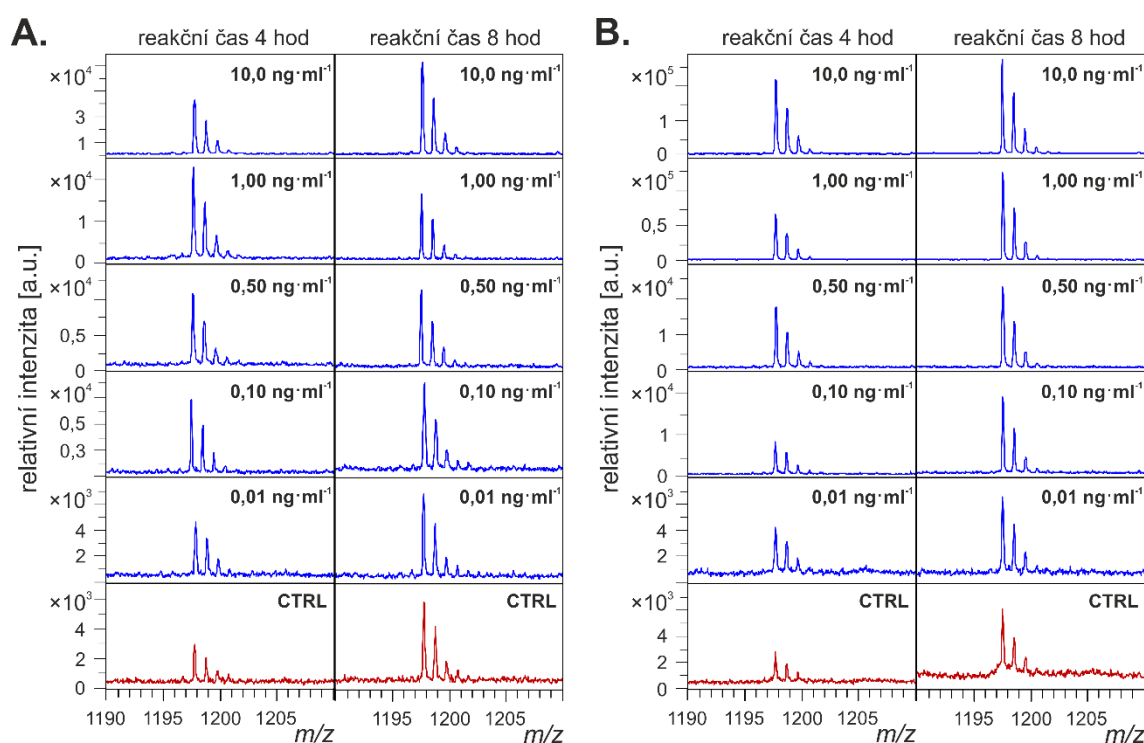 A.
reakční čas 4 hod
reakční čas 8 hod
relativní intenzita [a.u.]
×10⁴
3
1
10,0 ng·ml⁻¹
10,0 ng·ml⁻¹
×10⁴
1
0
1,00 ng·ml⁻¹
1,00 ng·ml⁻¹
×10⁴
0,5
0
0,50 ng·ml⁻¹
0,50 ng·ml⁻¹
×10⁴
0,5
0,3
0,10 ng·ml⁻¹
0,10 ng·ml⁻¹
×10³
4
2
0,01 ng·ml⁻¹
0,01 ng·ml⁻¹
×10³
4
2
0
CTRL
CTRL
1190 1195 1200 1205 m/z
1195 1200 1205 m/z
B.
reakční čas 4 hod
reakční čas 8 hod
relativní intenzita [a.u.]
×10⁵
1
0
10,0 ng·ml⁻¹
10,0 ng·ml⁻¹
×10⁵
0,5
0
1,00 ng·ml⁻¹
1,00 ng·ml⁻¹
×10⁴
1
0
0,50 ng·ml⁻¹
0,50 ng·ml⁻¹
×10⁴
1
0
0,10 ng·ml⁻¹
0,10 ng·ml⁻¹
×10³
4
2
0,01 ng·ml⁻¹
0,01 ng·ml⁻¹
×10³
4
2
0
CTRL
CTRL
1190 1195 1200 1205 m/z
1195 1200 1205 m/z